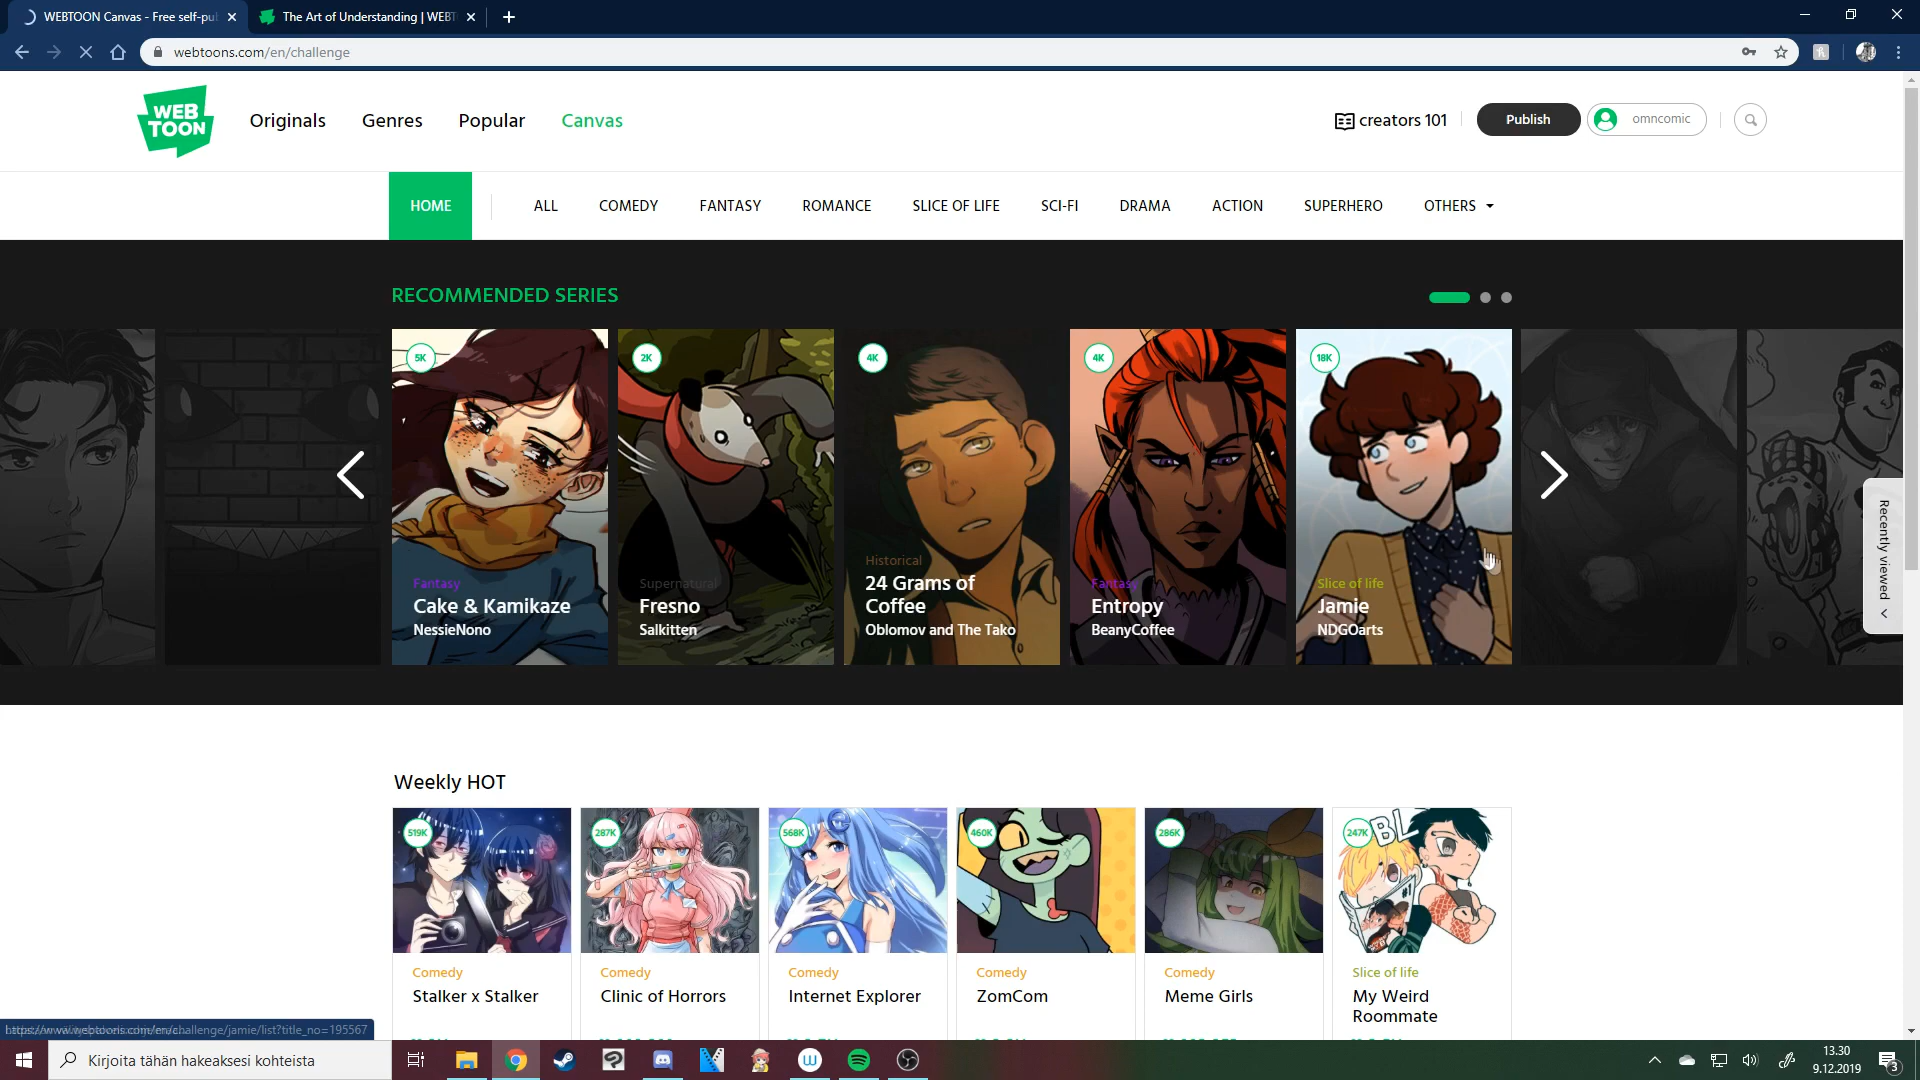 WEBTOON Canvas - Free self-pu
The Art of Understanding | WEBT
webtoons.com/en/challenge
WEB
TOON
Originals
Genres
Popular
Canvas
creators 101
Publish
omncomic
HOME
ALL
COMEDY
FANTASY
ROMANCE
SLICE OF LIFE
SCI-FI
DRAMA
ACTION
SUPERHERO
OTHERS
RECOMMENDED SERIES
5K
Fantasy
Cake & Kamikaze
NessieNono
2K
Supernatural
Fresno
Salkitten
4K
Historical
24 Grams of
Coffee
Oblomov and The Tako
4K
Fantasy
Entropy
BeanyCoffee
18K
Slice of life
Jamie
NDGOarts
Recently viewed
Weekly HOT
519K
Comedy
Stalker x Stalker
287K
Comedy
Clinic of Horrors
568K
Comedy
Internet Explorer
460K
Comedy
ZomCom
286K
Comedy
Meme Girls
247K
BL
Slice of life
My Weird
Roommate
Kirjoita tähän hakeaksesi kohteista
13.30
9.12.2019
3